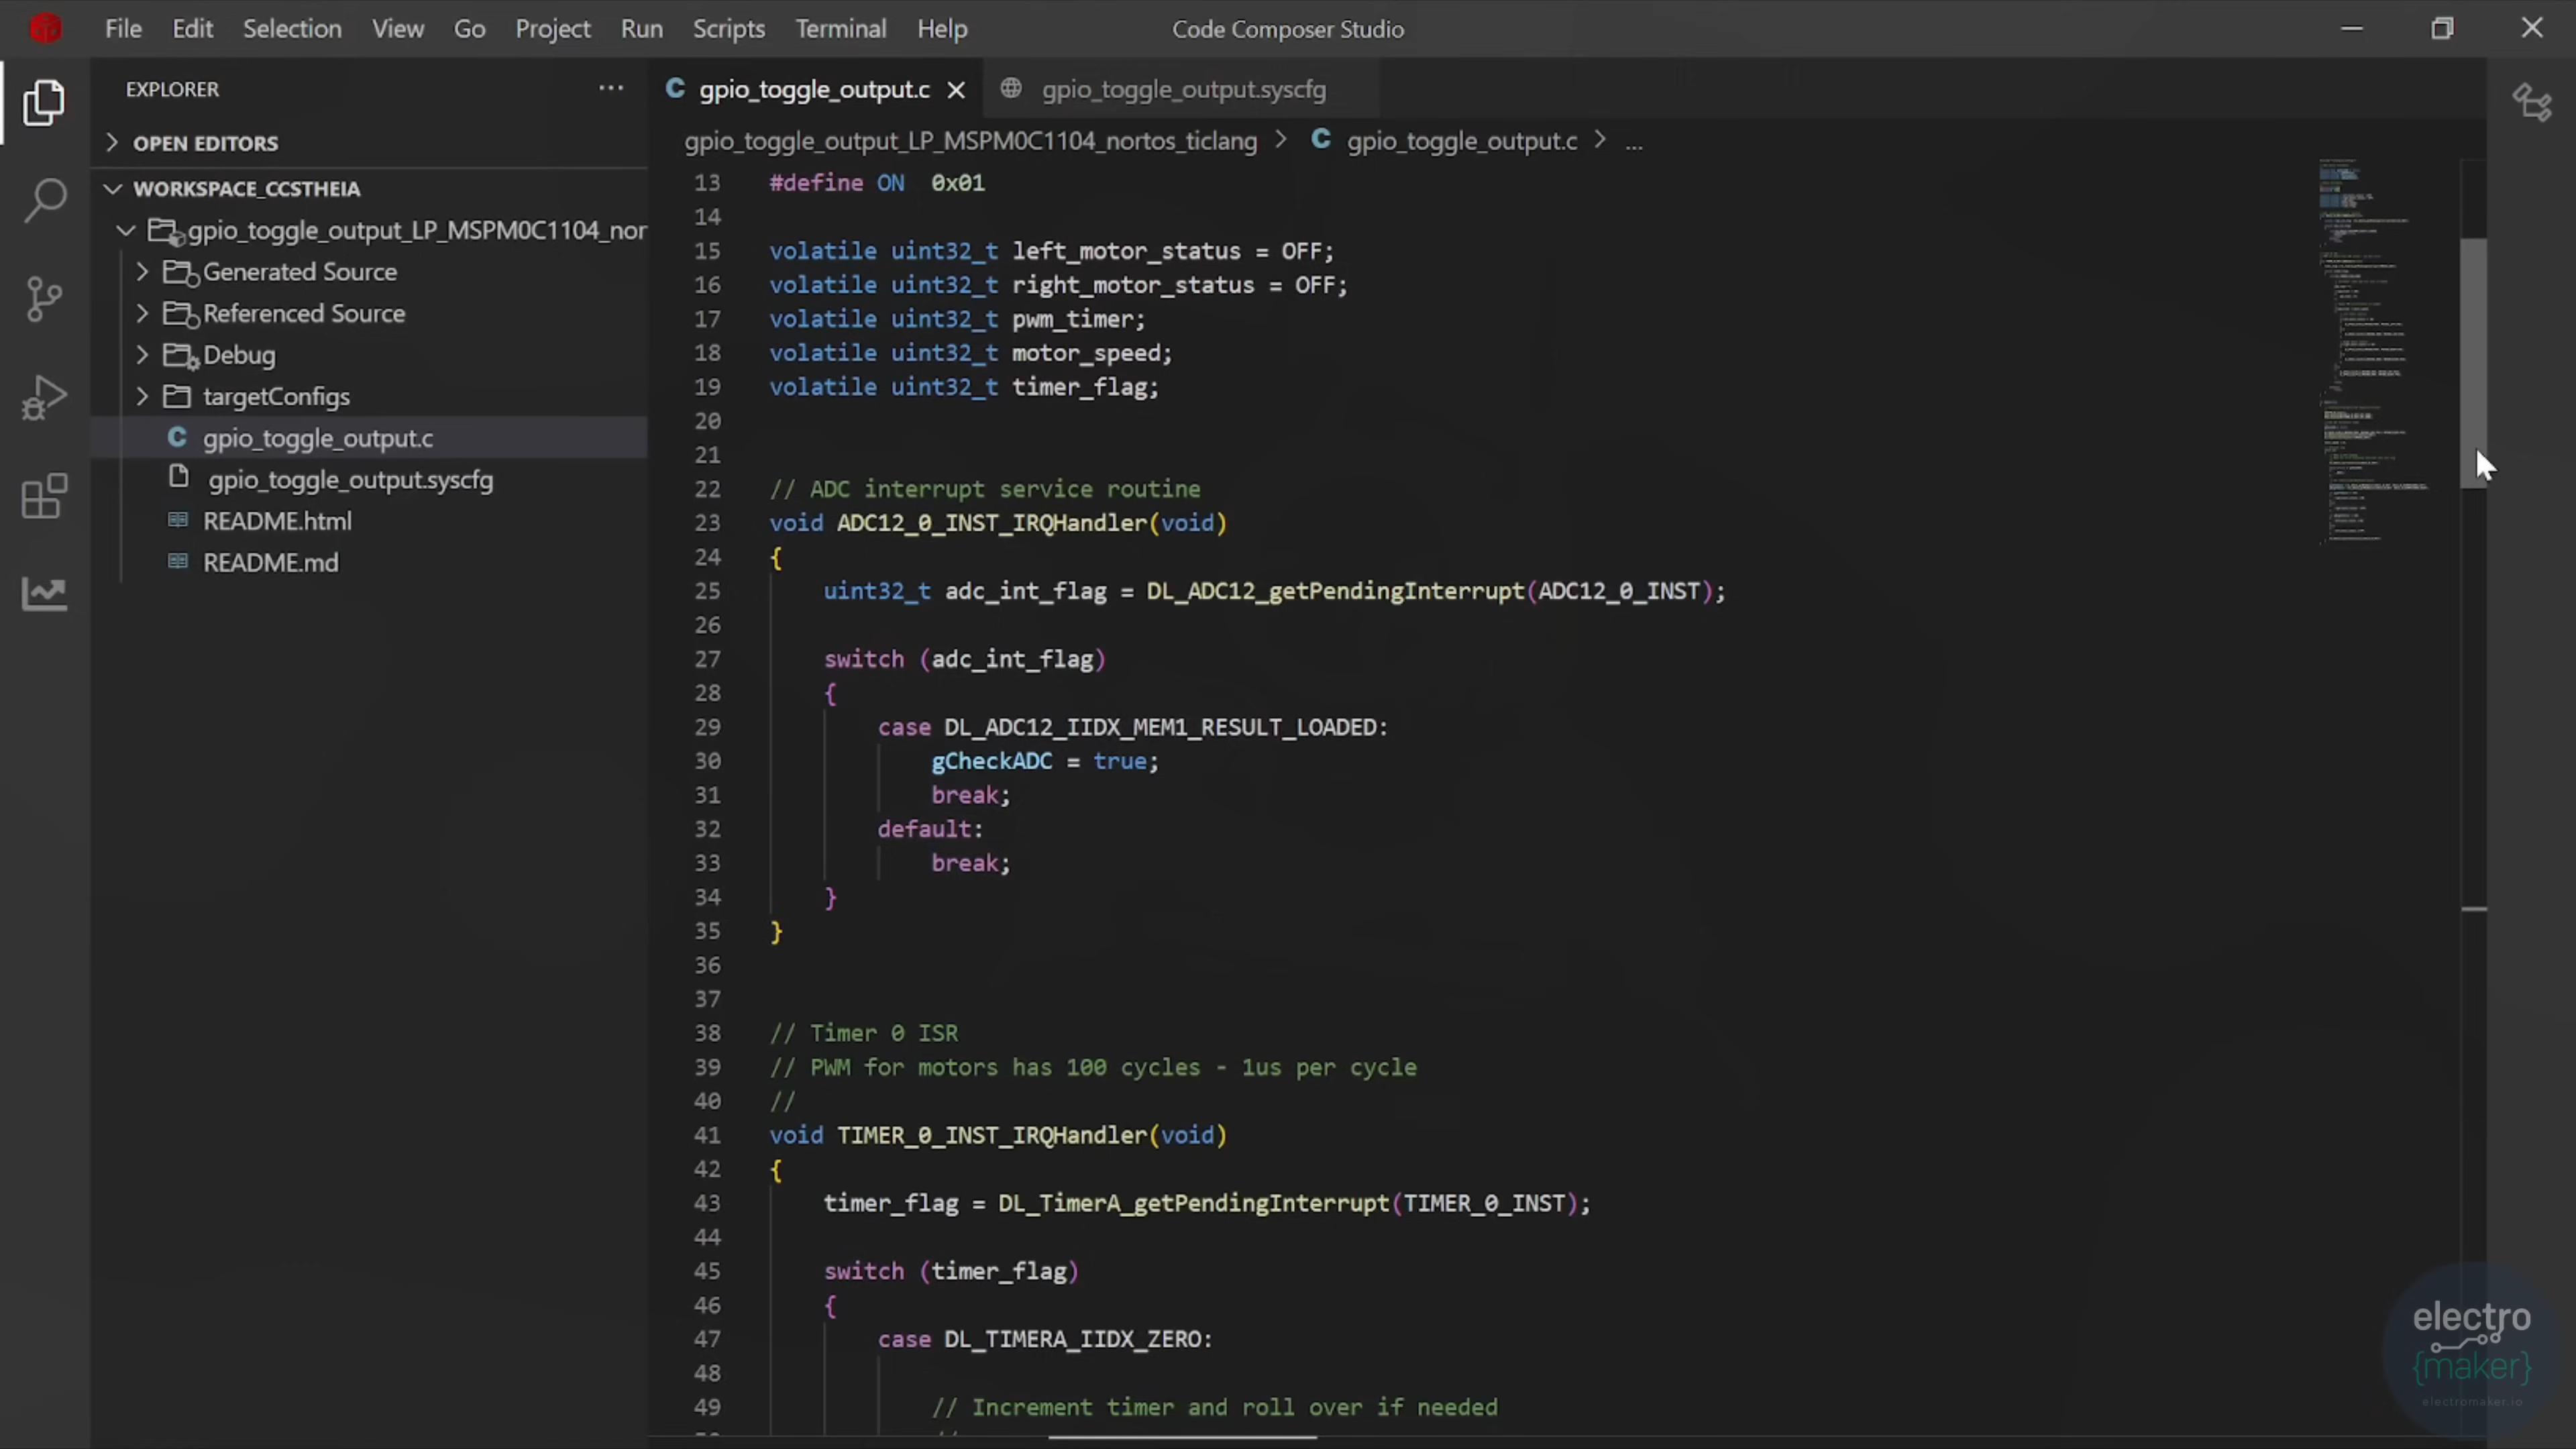 File Edit Selection View Go Project Run Scripts Terminal Help
Code Composer Studio
EXPLORER
OPEN EDITORS
WORKSPACE_CCSTHEIA
gpio_toggle_output_LP_MSPM0C1104_nor
Generated Source
Referenced Source
Debug
targetConfigs
gpio_toggle_output.c
gpio_toggle_output.syscfg
README.html
README.md
gpio_toggle_output.c
gpio_toggle_output.syscfg
gpio_toggle_output_LP_MSPM0C1104_nortos_ticlang > C gpio_toggle_output.c > ...
13 #define ON 0x01
14
15 volatile uint32_t left_motor_status = OFF;
16 volatile uint32_t right_motor_status = OFF;
17 volatile uint32_t pwm_timer;
18 volatile uint32_t motor_speed;
19 volatile uint32_t timer_flag;
20
21
22 // ADC interrupt service routine
23 void ADC12_0_INST_IRQHandler(void)
24 {
25 uint32_t adc_int_flag = DL_ADC12_getPendingInterrupt(ADC12_0_INST);
26
27 switch (adc_int_flag)
28 {
29 case DL_ADC12_IIDX_MEM1_RESULT_LOADED:
30 gCheckADC = true;
31 break;
32 default:
33 break;
34 }
35 }
36
37
38 // Timer 0 ISR
39 // PWM for motors has 100 cycles - 1us per cycle
40 //
41 void TIMER_0_INST_IRQHandler(void)
42 {
43 timer_flag = DL_TimerA_getPendingInterrupt(TIMER_0_INST);
44
45 switch (timer_flag)
46 {
47 case DL_TIMERA_IIDX_ZERO:
48
49 // Increment timer and roll over if needed
electro
{maker}
electromaker.io